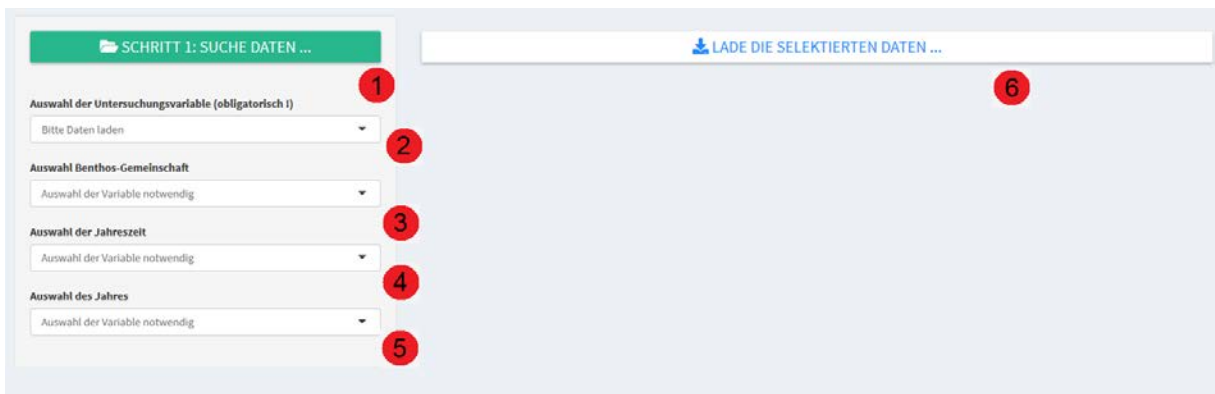 SCHRITT 1: SUCHE DATEN ...
LADE DIE SELEKTIERTEN DATEN ...
1
6
Auswahl der Untersuchungsvariable (obligatorisch !)
Bitte Daten laden
2
Auswahl Benthos-Gemeinschaft
Auswahl der Variable notwendig
3
Auswahl der Jahreszeit
Auswahl der Variable notwendig
4
Auswahl des Jahres
Auswahl der Variable notwendig
5